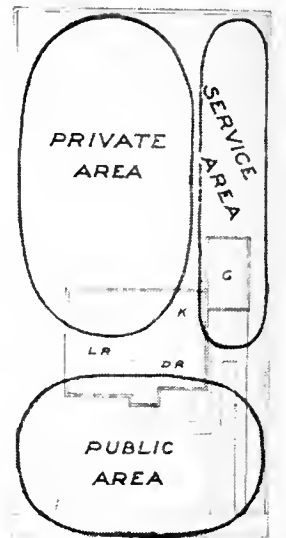 PRIVATE
AREA
SERVICE
AREA
G
K
LR
DR
PUBLIC
AREA